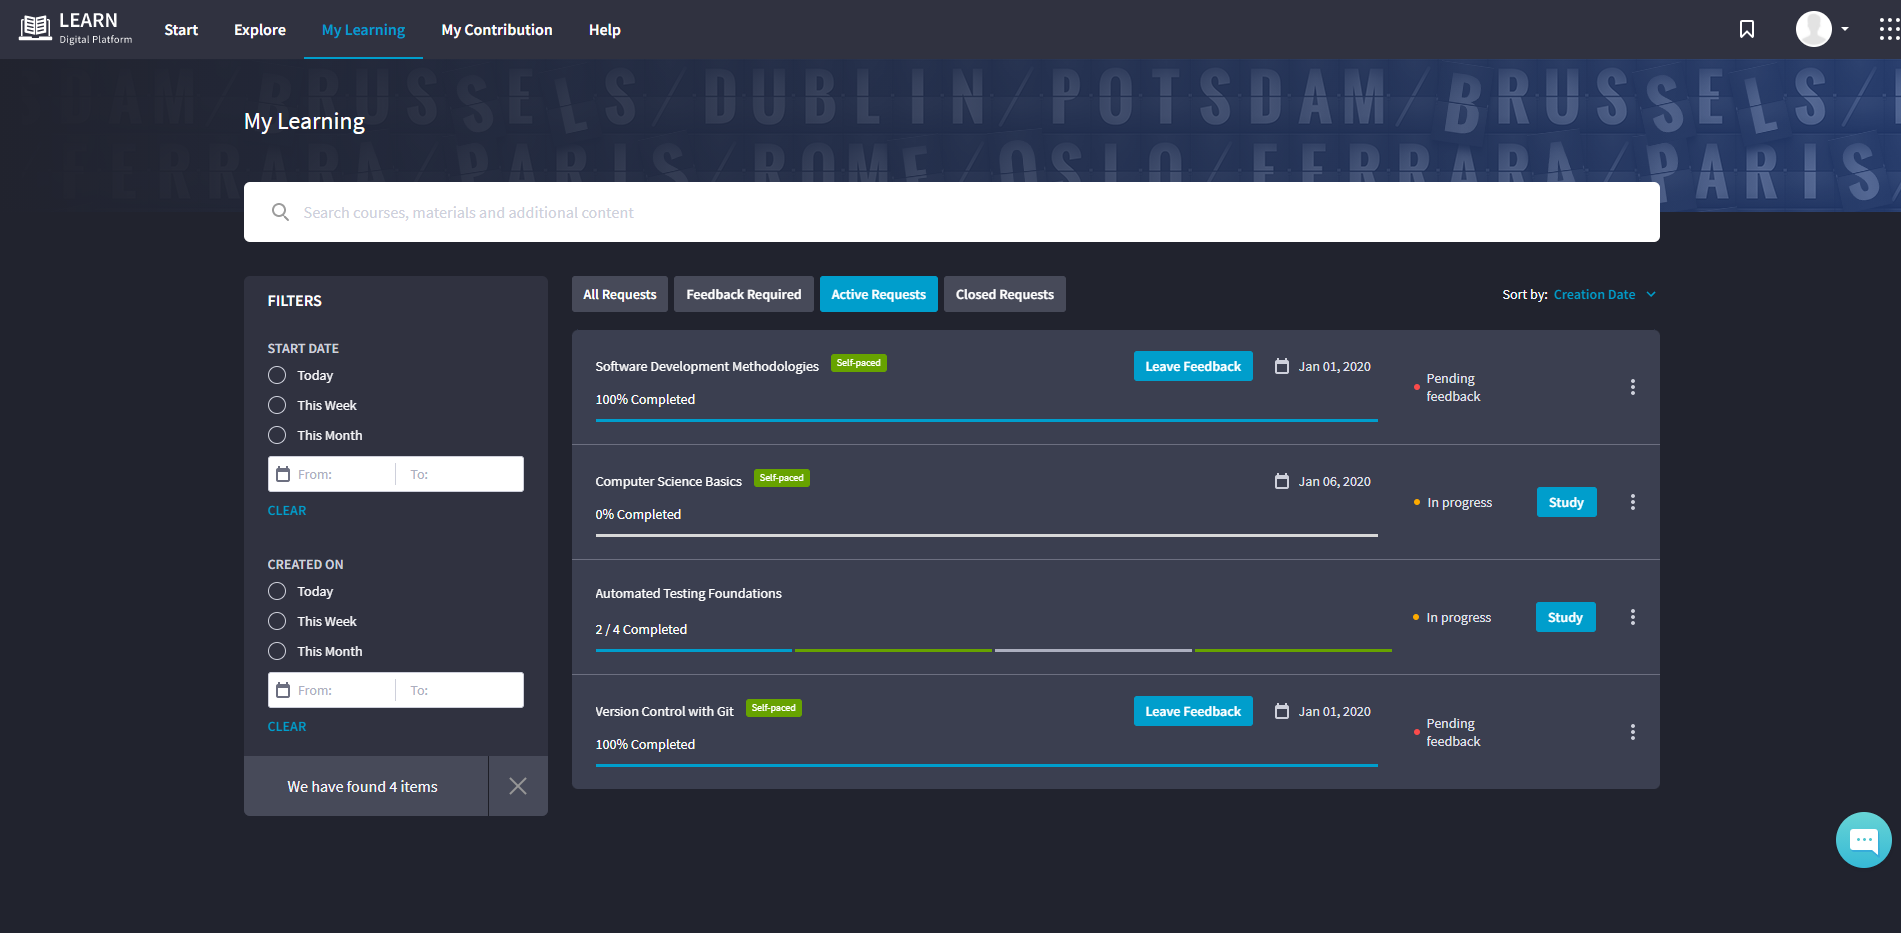 LEARN
Digital Platform
Start Explore My Learning My Contribution Help
DAM/BRUSSELS/DUBLIN/POTSDAM/BRUSSELS/
My Learning
FERRARA/PARIS/ROME/OSLO/FERRARA/PARIS
Search courses, materials and additional content
FILTERS
START DATE
Today
This Week
This Month
From: To:
CLEAR
CREATED ON
Today
This Week
This Month
From: To:
CLEAR
We have found 4 items
All Requests Feedback Required Active Requests Closed Requests
Sort by: Creation Date
Software Development Methodologies Self-paced Leave Feedback Jan 01, 2020
Pending
feedback
100% Completed
Computer Science Basics Self-paced Jan 06, 2020
In progress Study
0% Completed
Automated Testing Foundations
In progress Study
2 / 4 Completed
Version Control with Git Self-paced Leave Feedback Jan 01, 2020
Pending
feedback
100% Completed